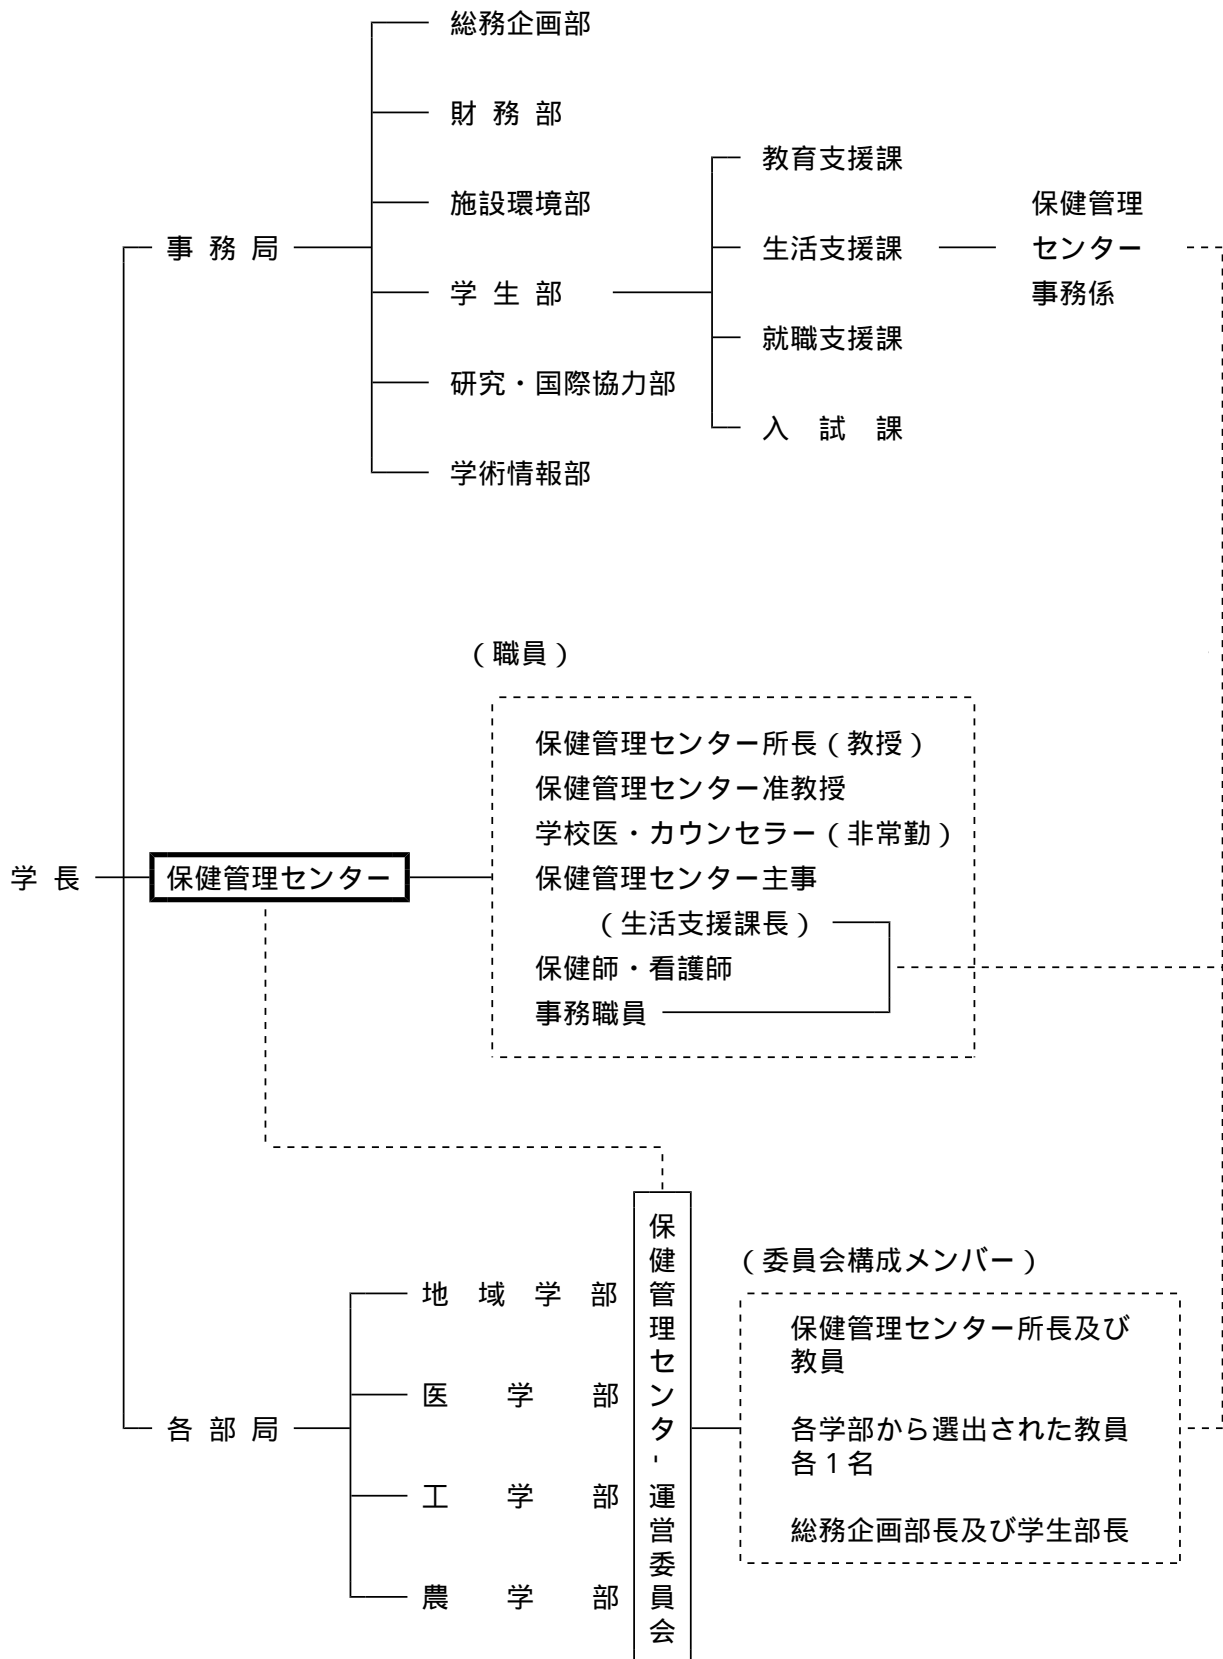 総務企画部
財 務 部
教育支援課
施設環境部
保健管理
センター
事務係
事 務 局
生活支援課
学 生 部
就職支援課
研究・国際協力部
入 試 課
学術情報部
（職員）
保健管理センター所長（教授）
保健管理センター准教授
学校医・カウンセラー（非常勤）
学 長
保健管理センター
保健管理センター主事
（生活支援課長）
保健師・看護師
事務職員
保健管理センタ-運営委員会
（委員会構成メンバー）
地 域 学 部
保健管理センター所長及び
教員
医 学 部
各 部 局
各学部から選出された教員
各１名
工 学 部
総務企画部長及び学生部長
農 学 部